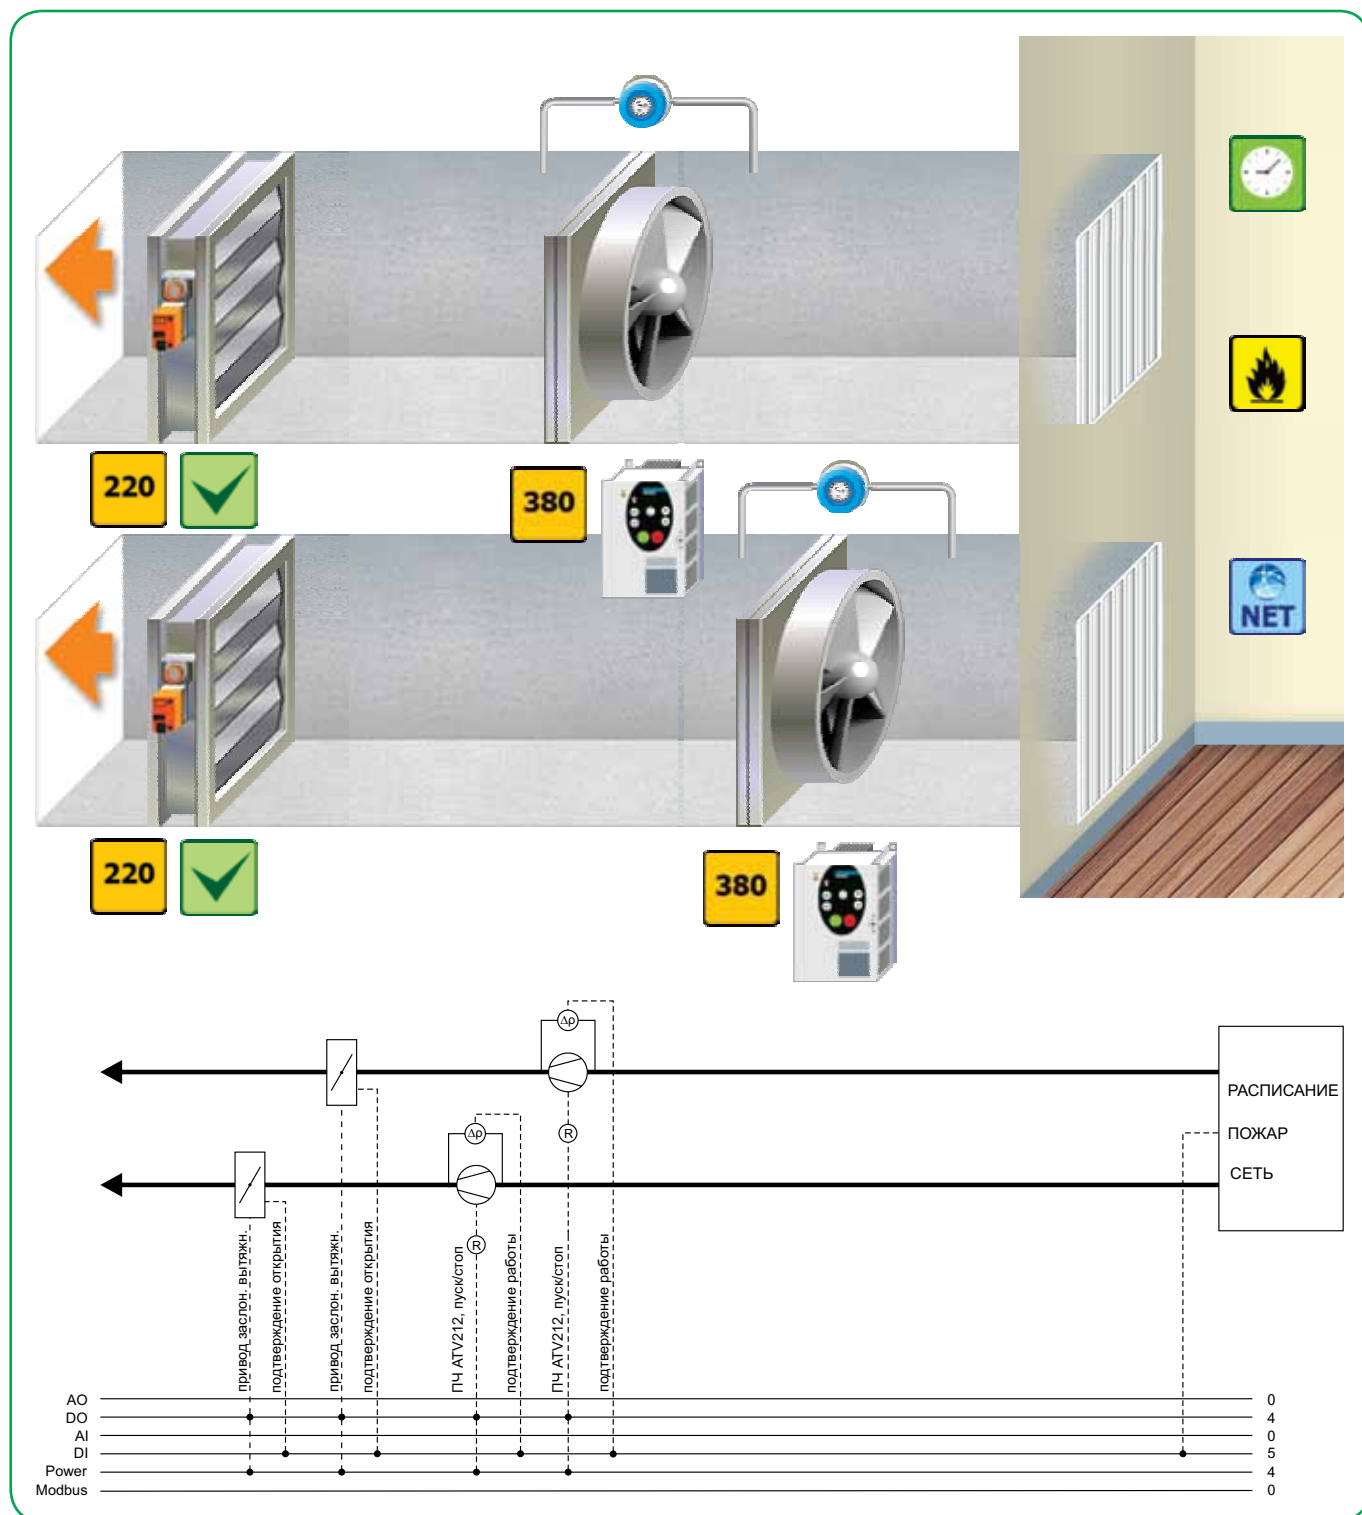 220
380
NET
220
380
Δρ
РАСПИСАНИЕ
Δρ
R
ПОЖАР
СЕТЬ
R
привод заслон. вытяжн.
подтверждение открытия
привод заслон. вытяжн.
подтверждение открытия
ПЧ ATV212, пуск/стоп
подтверждение работы
ПЧ ATV212, пуск/стоп
подтверждение работы
AO 0
DO 4
AI 0
DI 5
Power 4
Modbus 0